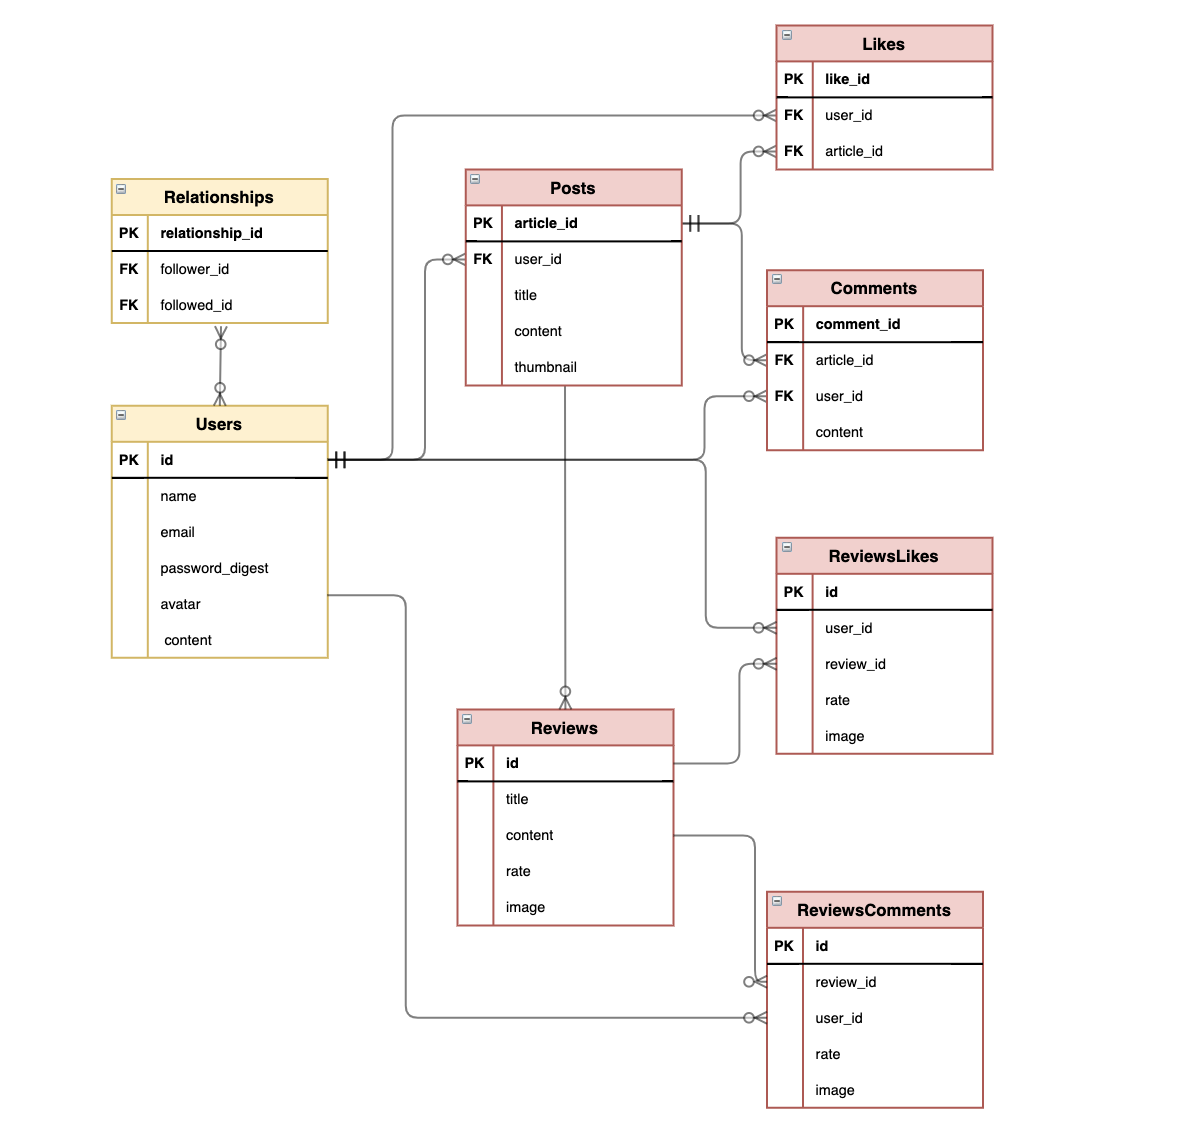 Likes
PK like_id
FK user_id
FK article_id
Posts
PK article_id
FK user_id
title
content
thumbnail
Relationships
PK relationship_id
FK follower_id
FK followed_id
Comments
PK comment_id
FK article_id
FK user_id
content
Users
PK id
name
email
password_digest
avatar
content
ReviewsLikes
PK id
user_id
review_id
rate
image
Reviews
PK id
title
content
rate
image
ReviewsComments
PK id
review_id
user_id
rate
image